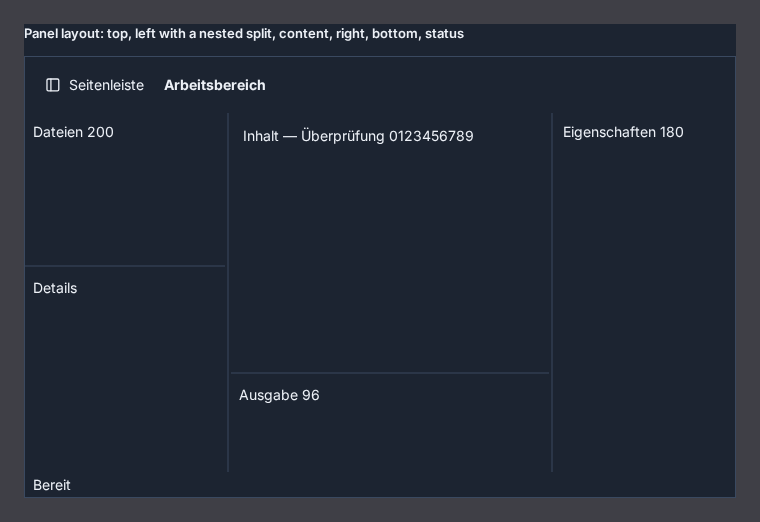 Panel layout: top, left with a nested split, content, right, bottom, status
Seitenleiste Arbeitsbereich
Dateien 200
Inhalt — Überprüfung 0123456789
Eigenschaften 180
Details
Ausgabe 96
Bereit